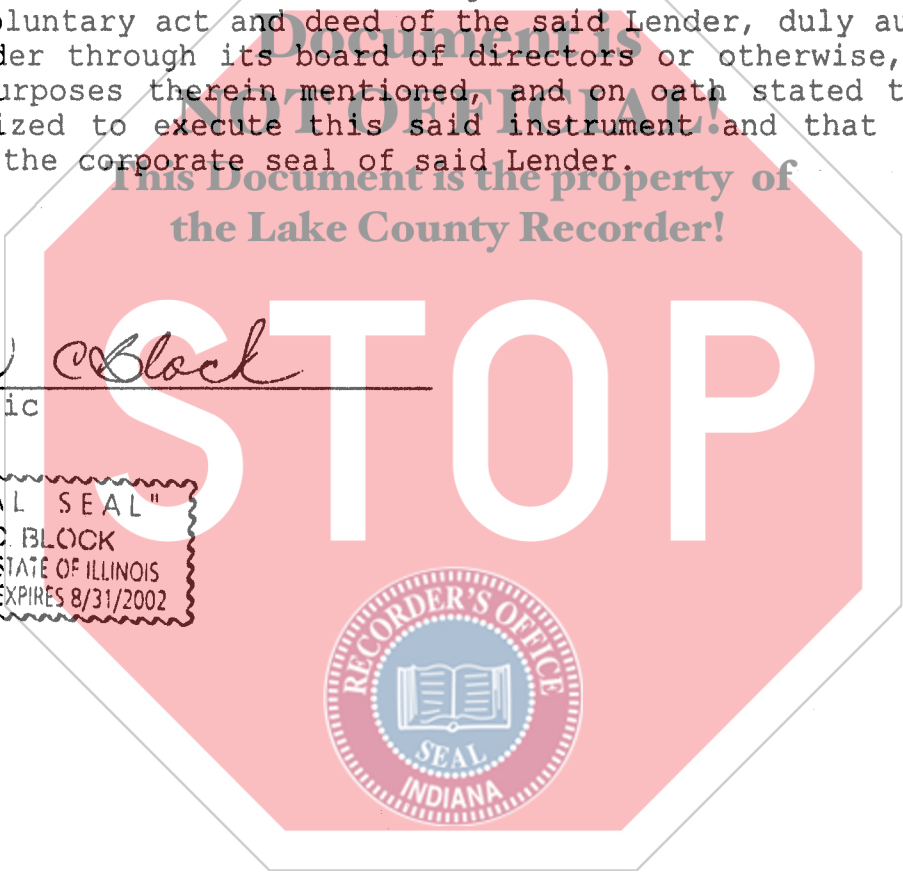 luntary act and deed of the said Lender, duly au
der through its board of directors or otherwise,
urposes therein mentioned, and on oath stated t
ized to execute this said instrument and that
the corporate seal of said Lender.
Document is
NOT OFFICIAL!
This Document is the property of
the Lake County Recorder!
STOP
C Block
ic
L SEAL"
C. BLOCK
STATE OF ILLINOIS
EXPIRES 8/31/2002
RECORDER'S OFFICE
SEAL
INDIANA